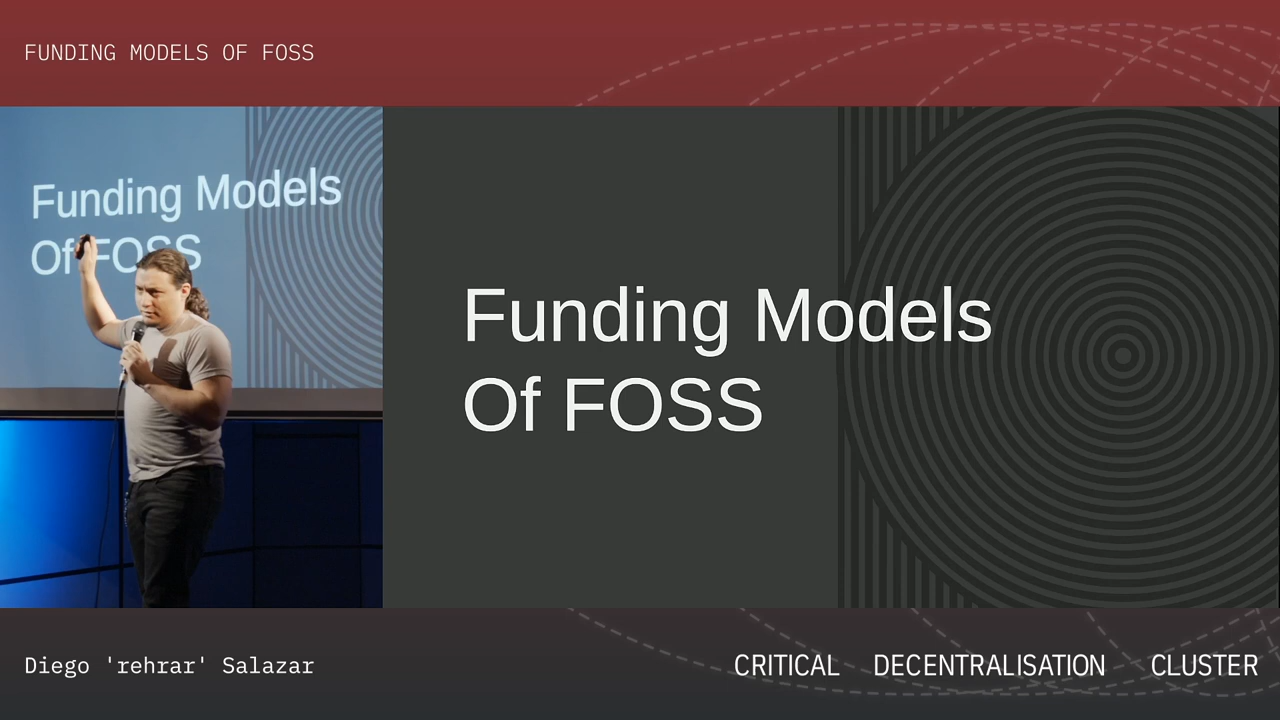 FUNDING MODELS OF FOSS
Funding Models
Of FOSS
Funding Models
Of FOSS
Diego 'rehrar' Salazar
CRITICAL DECENTRALISATION CLUSTER